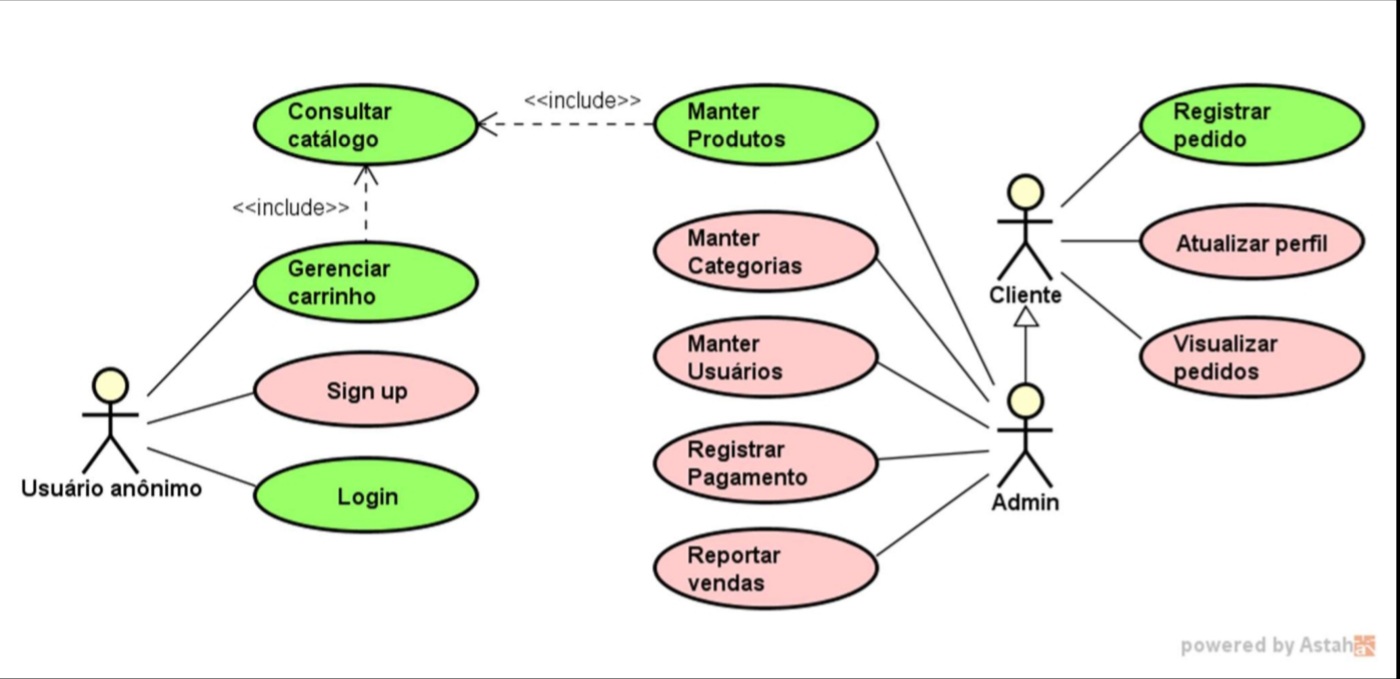 Consultar
catálogo
<<include>>
Manter
Produtos
Registrar
pedido
<<include>>
Gerenciar
carrinho
Manter
Categorias
Atualizar perfil
Cliente
Sign up
Manter
Usuários
Visualizar
pedidos
Usuário anônimo
Login
Registrar
Pagamento
Admin
Reportar
vendas
powered by Astah